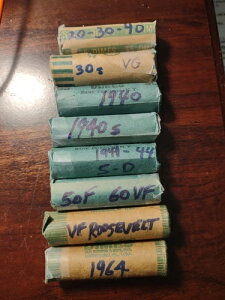 20-30-40
30s VG
1940
1940s
1941-44
S-D
50F 60VF
VF ROOSEVELT
1964